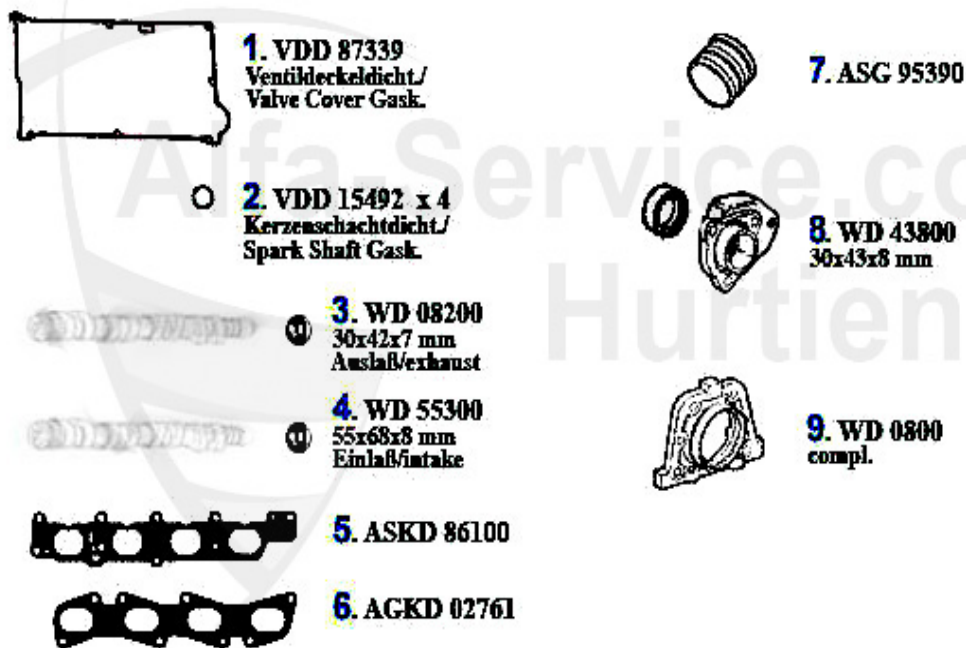 1. VDD 87339
Ventildeckeldicht./
Valve Cover Gask.
2. VDD 15492 x 4
Kerzenschachtdicht./
Spark Shaft Gask.
3. WD 08200
30x42x7 mm
Auslaß/exhaust
4. WD 55300
55x68x8 mm
Einlaß/intake
5. ASKD 86100
6. AGKD 02761
7. ASG 95390
8. WD 43800
30x43x8 mm
9. WD 0800
compl.
Alfa-Service.co
Hurtien